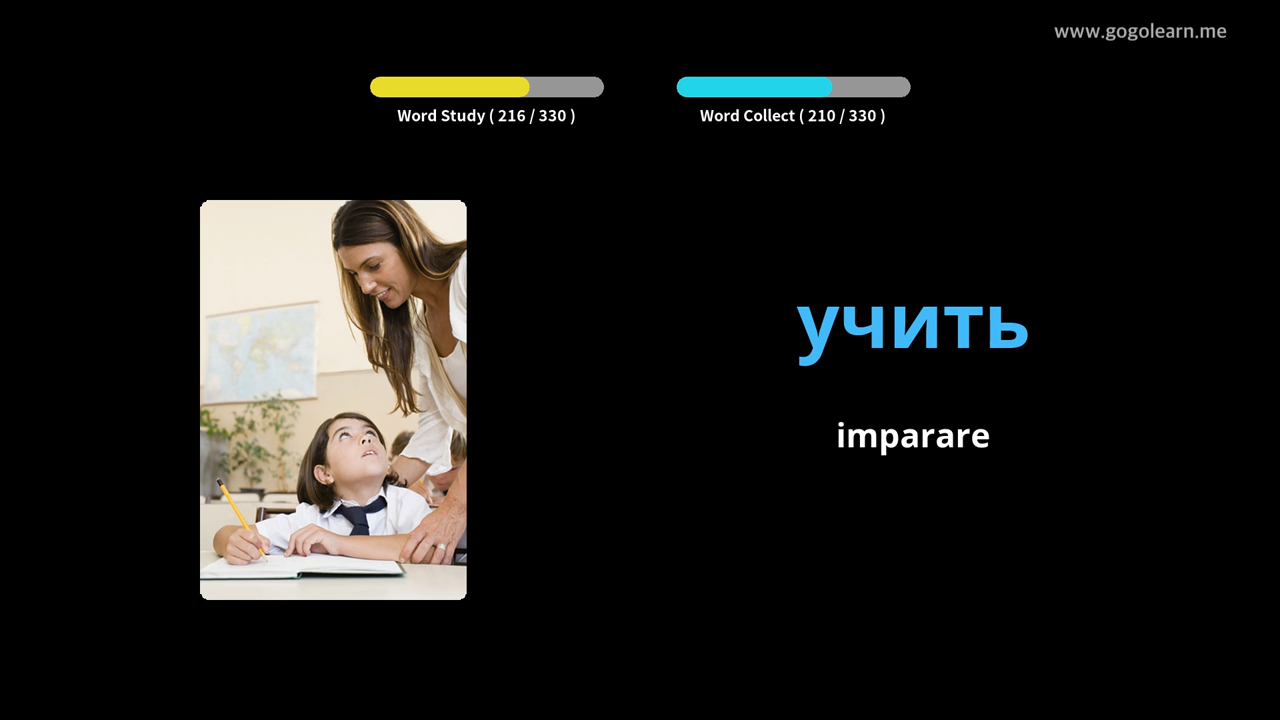 www.gogolearn.me
Word Study ( 216 / 330 )
Word Collect ( 210 / 330 )
учить
imparare